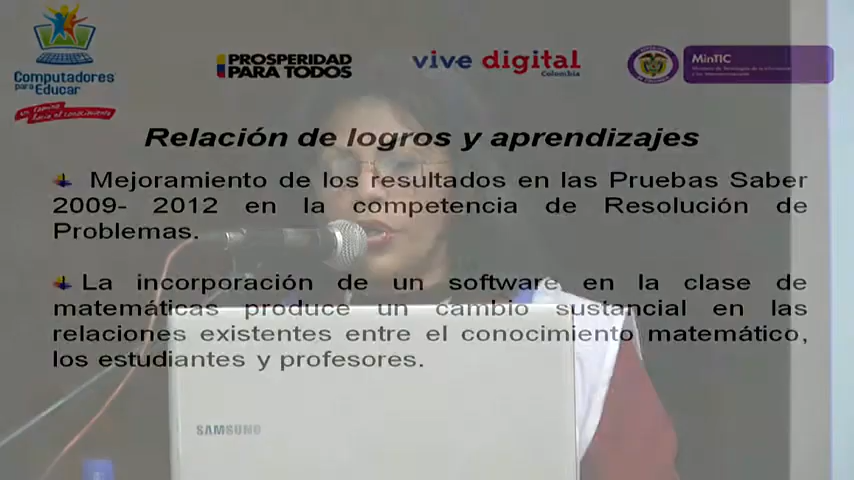 Computadores
para Educar
PROSPERIDAD
PARA TODOS
vive digital
Colombia
MinTIC
Relación de logros y aprendizajes
Mejoramiento de los resultados en las Pruebas Saber
2009- 2012 en la competencia de Resolución de
Problemas.
La incorporación de un software en la clase de
matemáticas produce un cambio sustancial en las
relaciones existentes entre el conocimiento matemático,
los estudiantes y profesores.
SAMSUNG